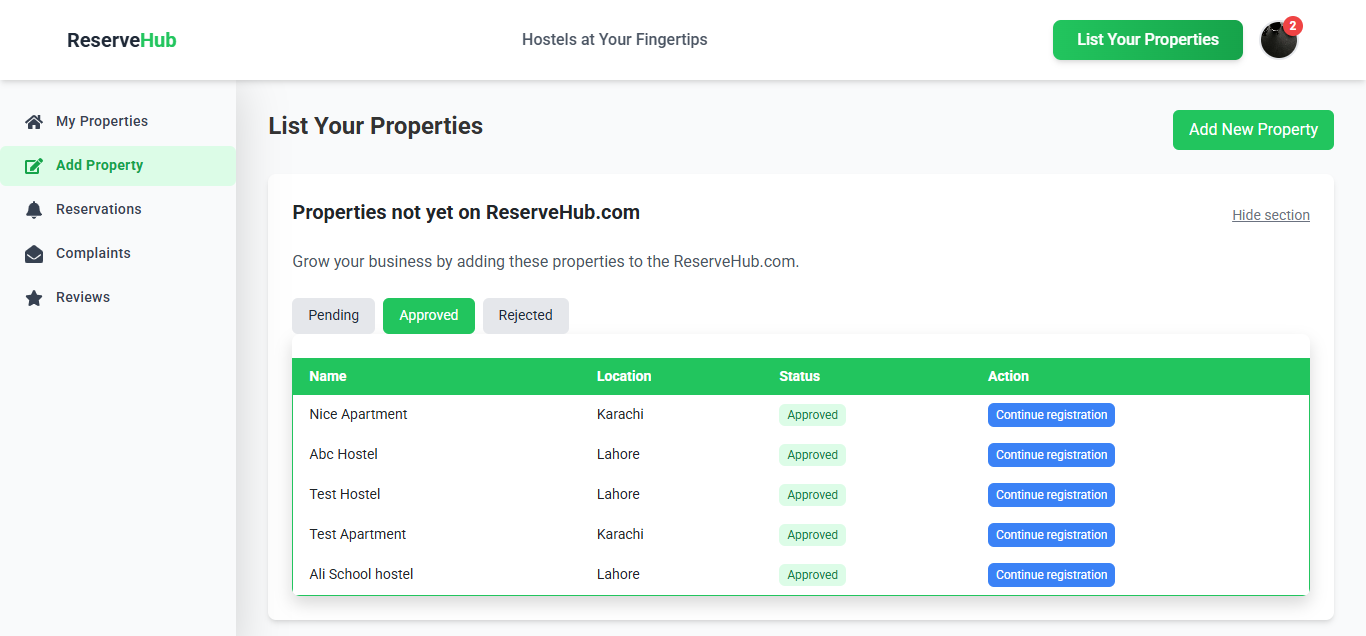 ReserveHub
Hostels at Your Fingertips
List Your Properties
2
My Properties
Add Property
Reservations
Complaints
Reviews
List Your Properties
Add New Property
Properties not yet on ReserveHub.com
Hide section
Grow your business by adding these properties to the ReserveHub.com.
Pending Approved Rejected
Name Location Status Action
Nice Apartment Karachi Approved Continue registration
Abc Hostel Lahore Approved Continue registration
Test Hostel Lahore Approved Continue registration
Test Apartment Karachi Approved Continue registration
Ali School hostel Lahore Approved Continue registration